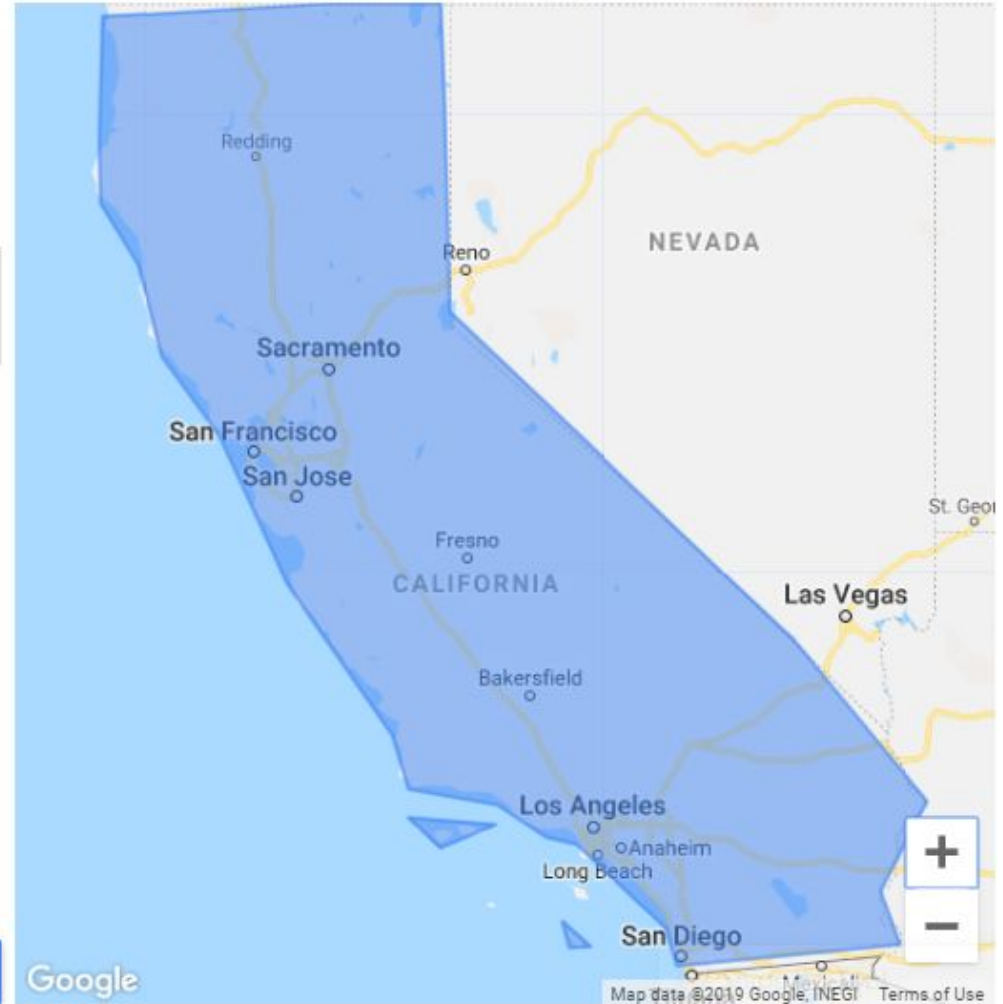 Redding
NEVADA
Reno
Sacramento
San Francisco
San Jose
St. Geor
Fresno
CALIFORNIA
Las Vegas
Bakersfield
Los Angeles
Anaheim
Long Beach
+
−
San Diego
Google
Map data ©2019 Google, INEGI Terms of Use